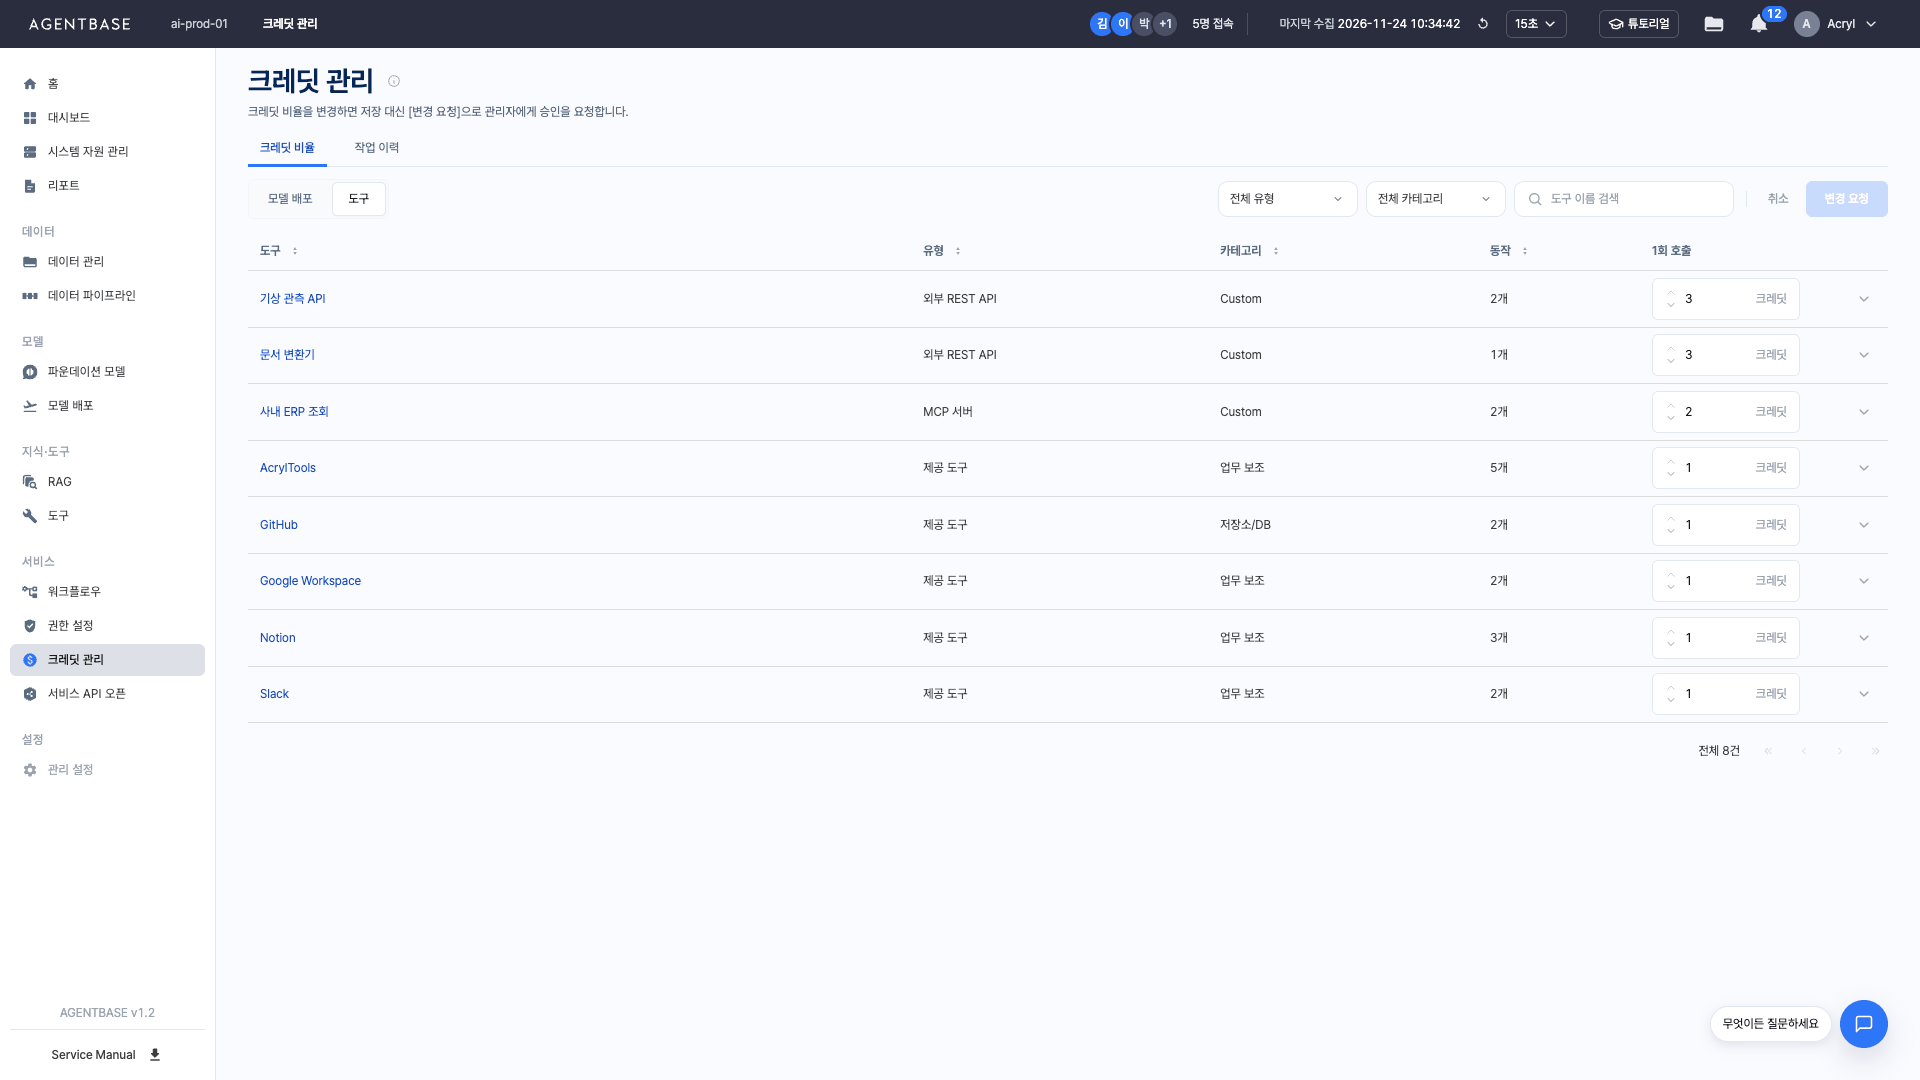 AGENTBASE
ai-prod-01
크레딧 관리
김 이 박 +1
5명 접속
마지막 수집 2026-11-24 10:34:42
15초
튜토리얼
12
A
Acryl
홈
대시보드
시스템 자원 관리
리포트
데이터
데이터 관리
데이터 파이프라인
모델
파운데이션 모델
모델 배포
지식·도구
RAG
도구
서비스
워크플로우
권한 설정
크레딧 관리
서비스 API 오픈
설정
관리 설정
AGENTBASE v1.2
Service Manual
크레딧 관리
크레딧 비율을 변경하면 저장 대신 [변경 요청]으로 관리자에게 승인을 요청합니다.
크레딧 비율 작업 이력
모델 배포 도구
전체 유형
전체 카테고리
도구 이름 검색
취소
변경 요청
도구 유형 카테고리 동작 1회 호출
기상 관측 API 외부 REST API Custom 2개 3 크레딧
문서 변환기 외부 REST API Custom 1개 3 크레딧
사내 ERP 조회 MCP 서버 Custom 2개 2 크레딧
AcrylTools 제공 도구 업무 보조 5개 1 크레딧
GitHub 제공 도구 저장소/DB 2개 1 크레딧
Google Workspace 제공 도구 업무 보조 2개 1 크레딧
Notion 제공 도구 업무 보조 3개 1 크레딧
Slack 제공 도구 업무 보조 2개 1 크레딧
전체 8건
무엇이든 질문하세요